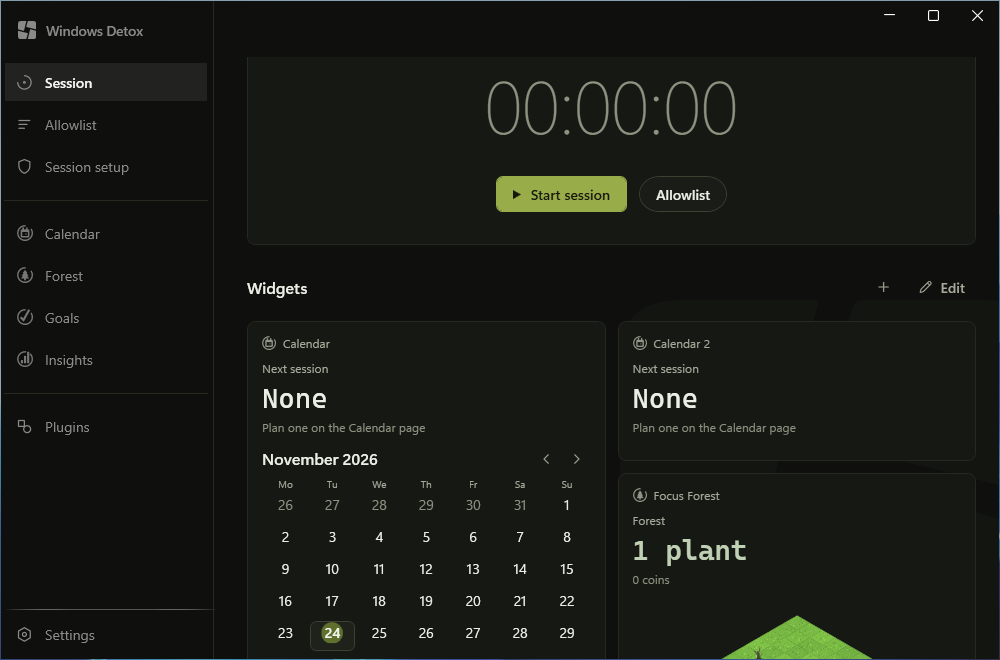 Windows Detox
Session
Allowlist
Session setup
Calendar
Forest
Goals
Insights
Plugins
Settings
00:00:00
Start session
Allowlist
Widgets
Edit
Calendar
Next session
None
Plan one on the Calendar page
November 2026
Mo Tu We Th Fr Sa Su
26 27 28 29 30 31 1
2 3 4 5 6 7 8
9 10 11 12 13 14 15
16 17 18 19 20 21 22
23 24 25 26 27 28 29
Calendar 2
Next session
None
Plan one on the Calendar page
Focus Forest
Forest
1 plant
0 coins